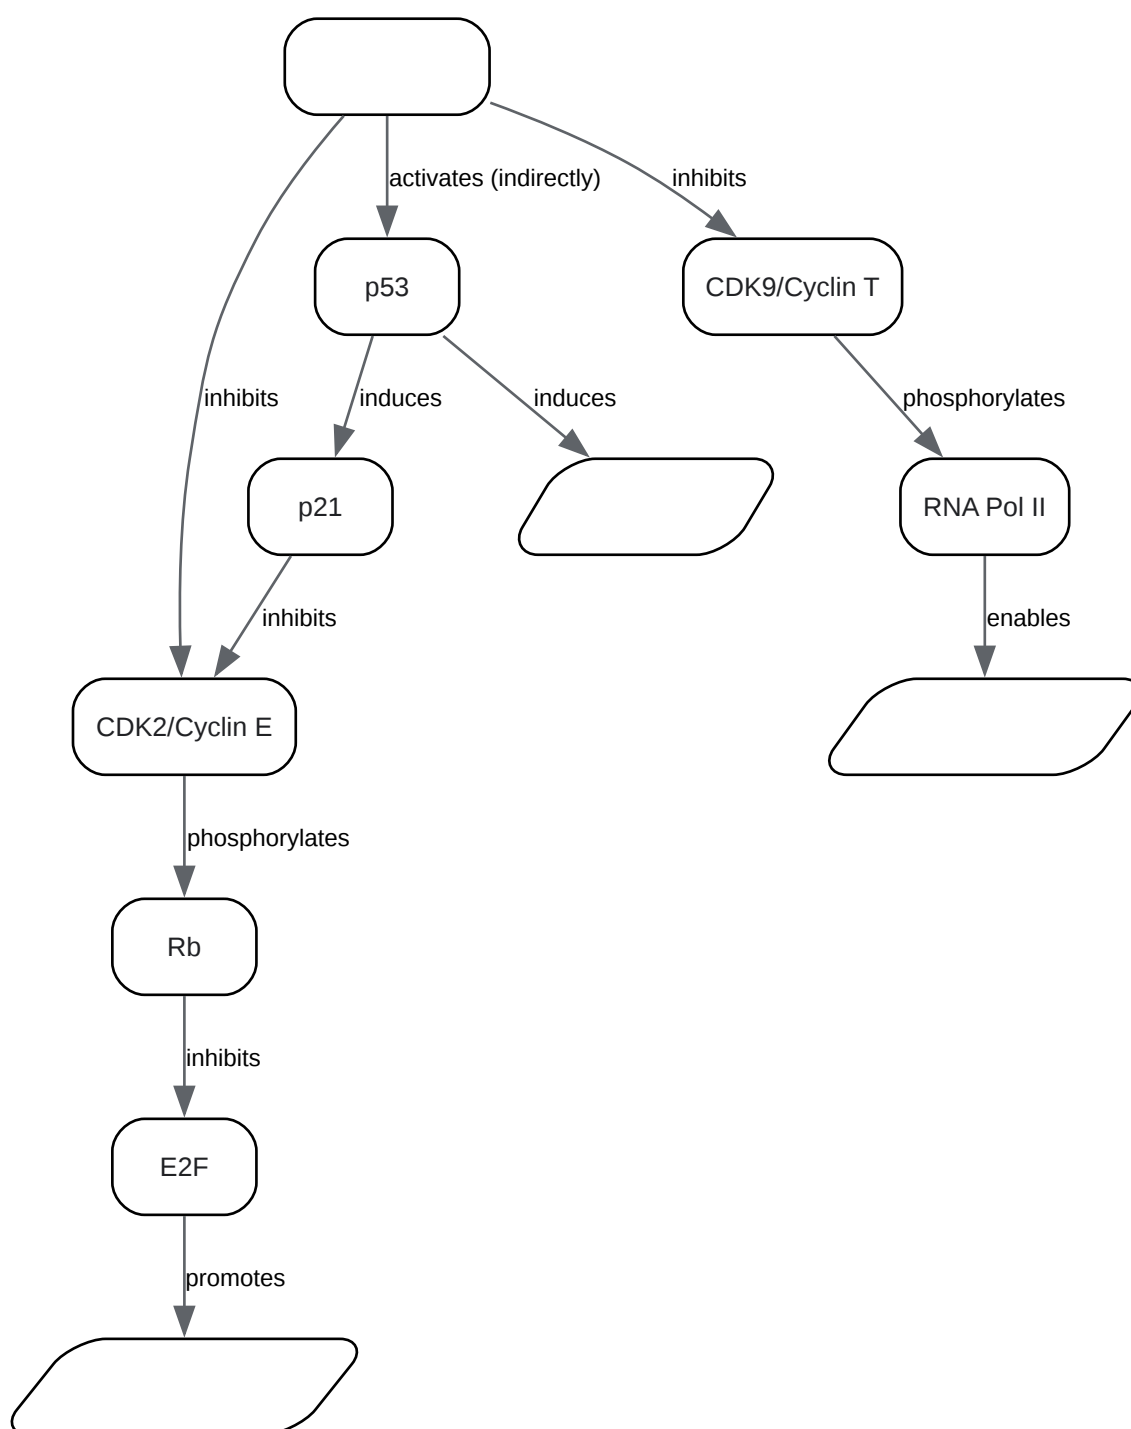 activates (indirectly)
inhibits
p53
CDK9/Cyclin T
inhibits
induces
induces
phosphorylates
p21
RNA Pol II
inhibits
enables
CDK2/Cyclin E
phosphorylates
Rb
inhibits
E2F
promotes